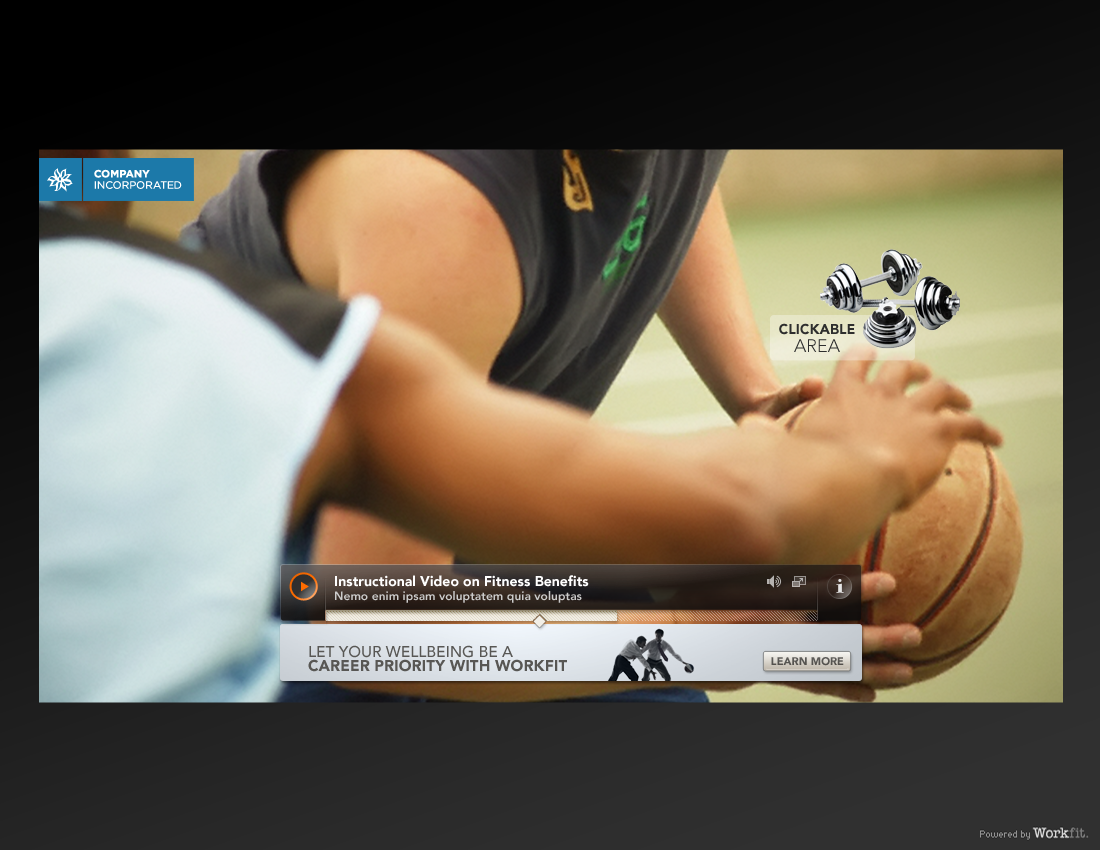 COMPANY
INCORPORATED
CLICKABLE
AREA
Instructional Video on Fitness Benefits
Nemo enim ipsam voluptatem quia voluptas
i
LET YOUR WELLBEING BE A
CAREER PRIORITY WITH WORKFIT
LEARN MORE
Powered by Workfit.